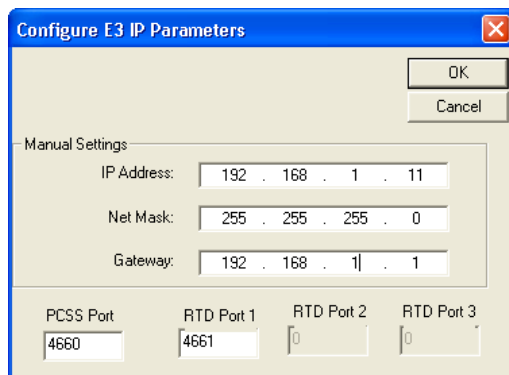 Configure E3 IP Parameters
OK
Cancel
Manual Settings
IP Address: 192 . 168 . 1 . 11
Net Mask: 255 . 255 . 255 . 0
Gateway: 192 . 168 . 1 . 1
PCSS Port RTD Port 1 RTD Port 2 RTD Port 3
4660 4661 0 0